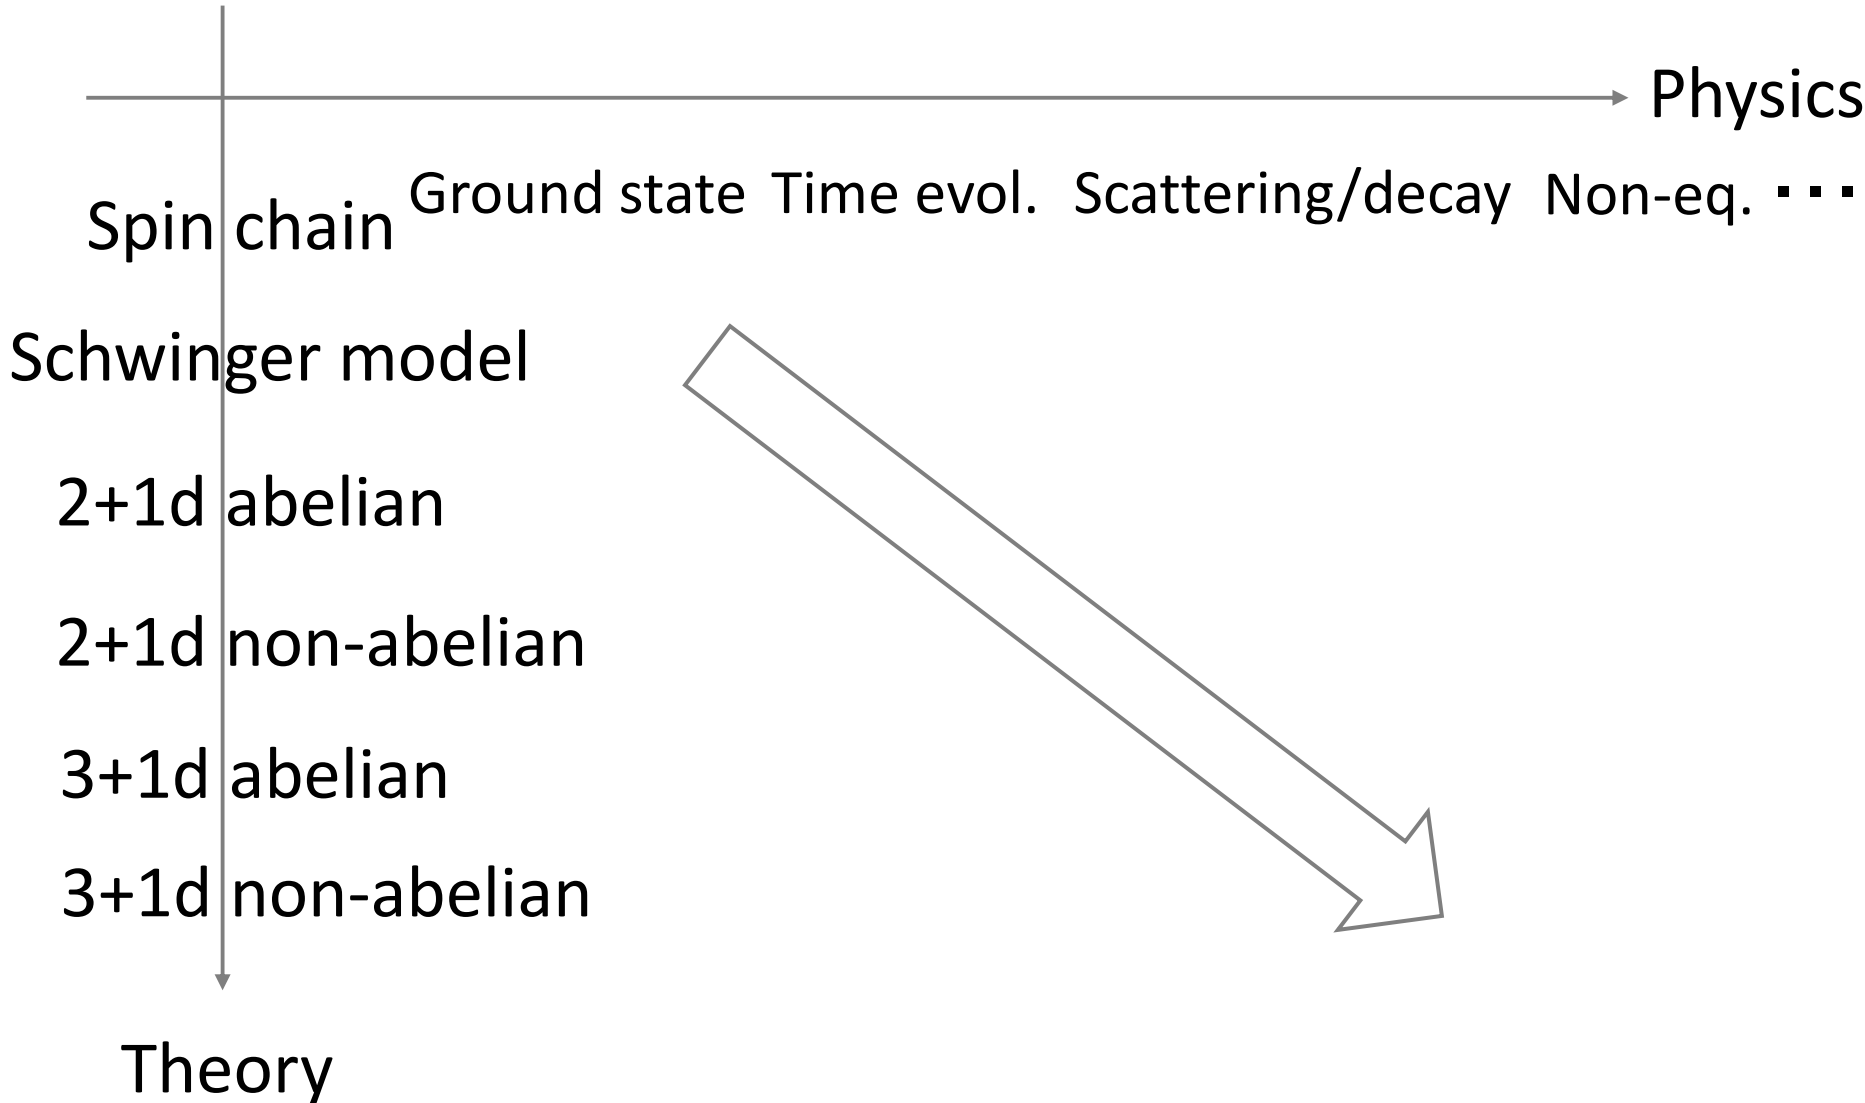 Physics
Ground state Time evol. Scattering/decay Non-eq. ···
Spin chain
Schwinger model
2+1d abelian
2+1d non-abelian
3+1d abelian
3+1d non-abelian
Theory